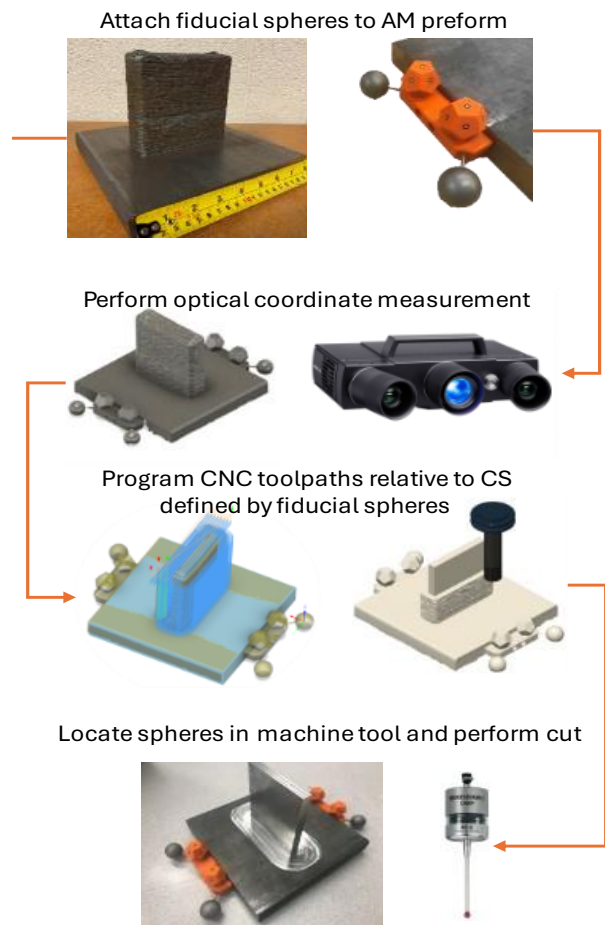 Attach fiducial spheres to AM preform
Perform optical coordinate measurement
Program CNC toolpaths relative to CS
defined by fiducial spheres
Locate spheres in machine tool and perform cut